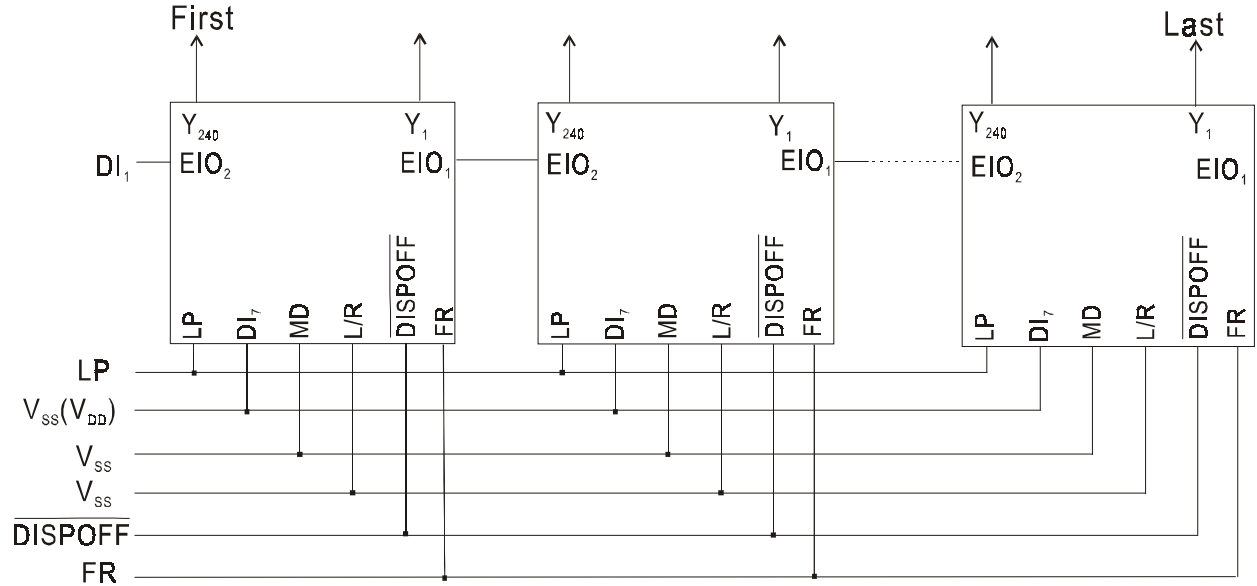 First Last
Y₂₄₀ Y₁ Y₂₄₀ Y₁ Y₂₄₀ Y₁
DI₁ EIO₂ EIO₁ EIO₂ EIO₁ EIO₂ EIO₁
LP DI₇ MD L/R DISPOFF FR LP DI₇ MD L/R DISPOFF FR LP DI₇ MD L/R DISPOFF FR
LP
VSS(VDD)
VSS
VSS
DISPOFF
FR